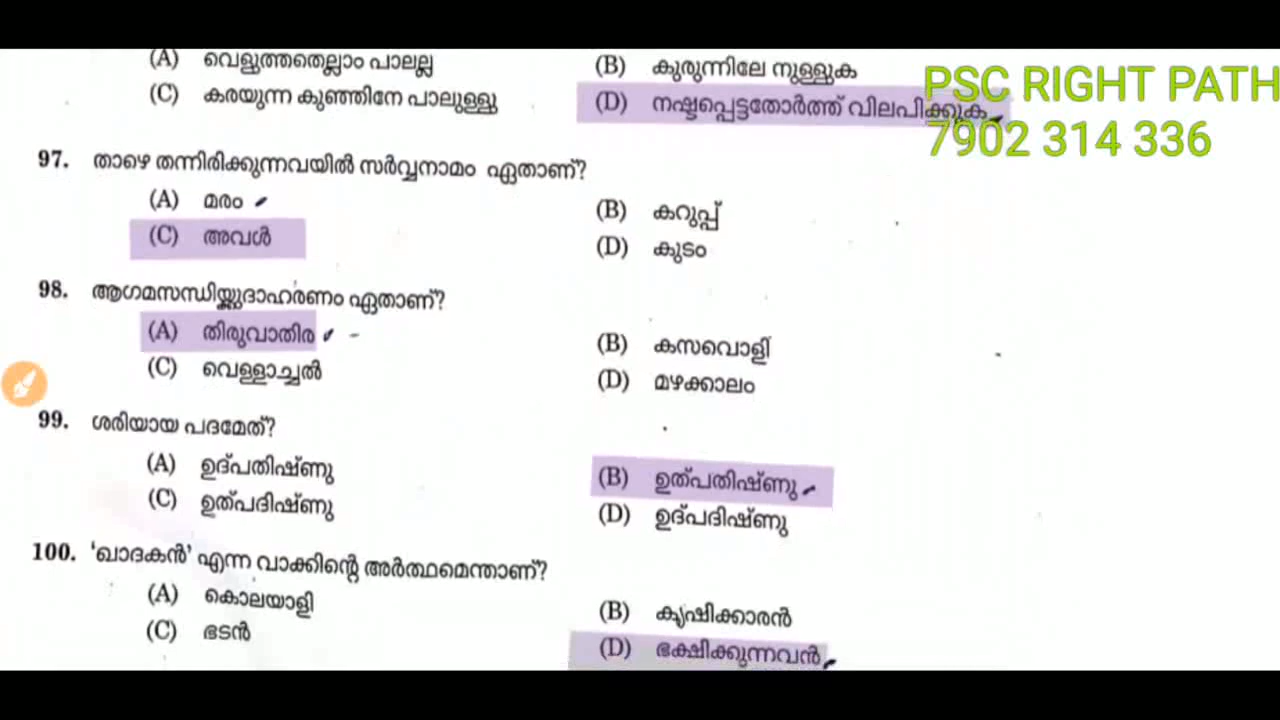 (A) വെളുത്തതെല്ലാം പാലല്ല (B) കുരുന്നിലേ നുള്ളുക
(C) കരയുന്ന കുഞ്ഞിനേ പാലുള്ളു (D) നഷ്ടപ്പെട്ടതോർത്ത് വിലപിക്കുക
PSC RIGHT PATH
7902 314 336
97. താഴെ തന്നിരിക്കുന്നവയിൽ സർവ്വനാമം ഏതാണ്?
(A) മരം (B) കറുപ്പ്
(C) അവൾ (D) കുടം
98. ആഗമസന്ധിയ്ക്കുദാഹരണം ഏതാണ്?
(A) തിരുവാതിര (B) കസവൊളി
(C) വെള്ളാച്ചൽ (D) മഴക്കാലം
99. ശരിയായ പദമേത്?
(A) ഉദ്പതിഷ്ണു (B) ഉത്പതിഷ്ണു
(C) ഉത്പദിഷ്ണു (D) ഉദ്പദിഷ്ണു
100. 'ഖാദകൻ' എന്ന വാക്കിന്റെ അർത്ഥമെന്താണ്?
(A) കൊലയാളി (B) കൃഷിക്കാരൻ
(C) ഭടൻ (D) ഭക്ഷിക്കുന്നവൻ